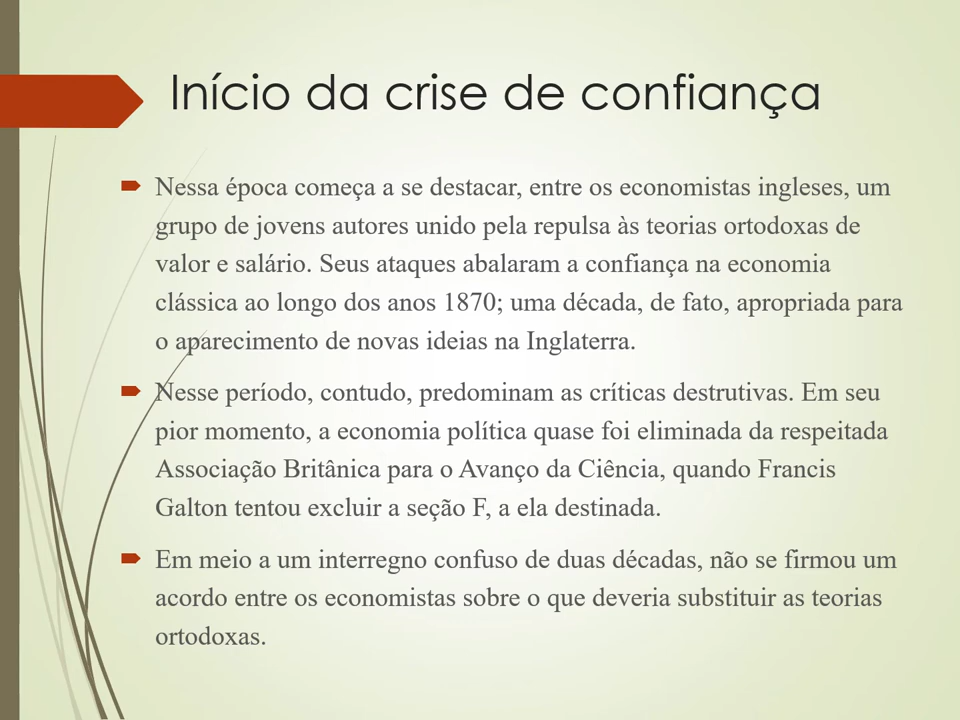 Início da crise de confiança
Nessa época começa a se destacar, entre os economistas ingleses, um
grupo de jovens autores unido pela repulsa às teorias ortodoxas de
valor e salário. Seus ataques abalaram a confiança na economia
clássica ao longo dos anos 1870; uma década, de fato, apropriada para
o aparecimento de novas ideias na Inglaterra.
Nesse período, contudo, predominam as críticas destrutivas. Em seu
pior momento, a economia política quase foi eliminada da respeitada
Associação Britânica para o Avanço da Ciência, quando Francis
Galton tentou excluir a seção F, a ela destinada.
Em meio a um interregno confuso de duas décadas, não se firmou um
acordo entre os economistas sobre o que deveria substituir as teorias
ortodoxas.